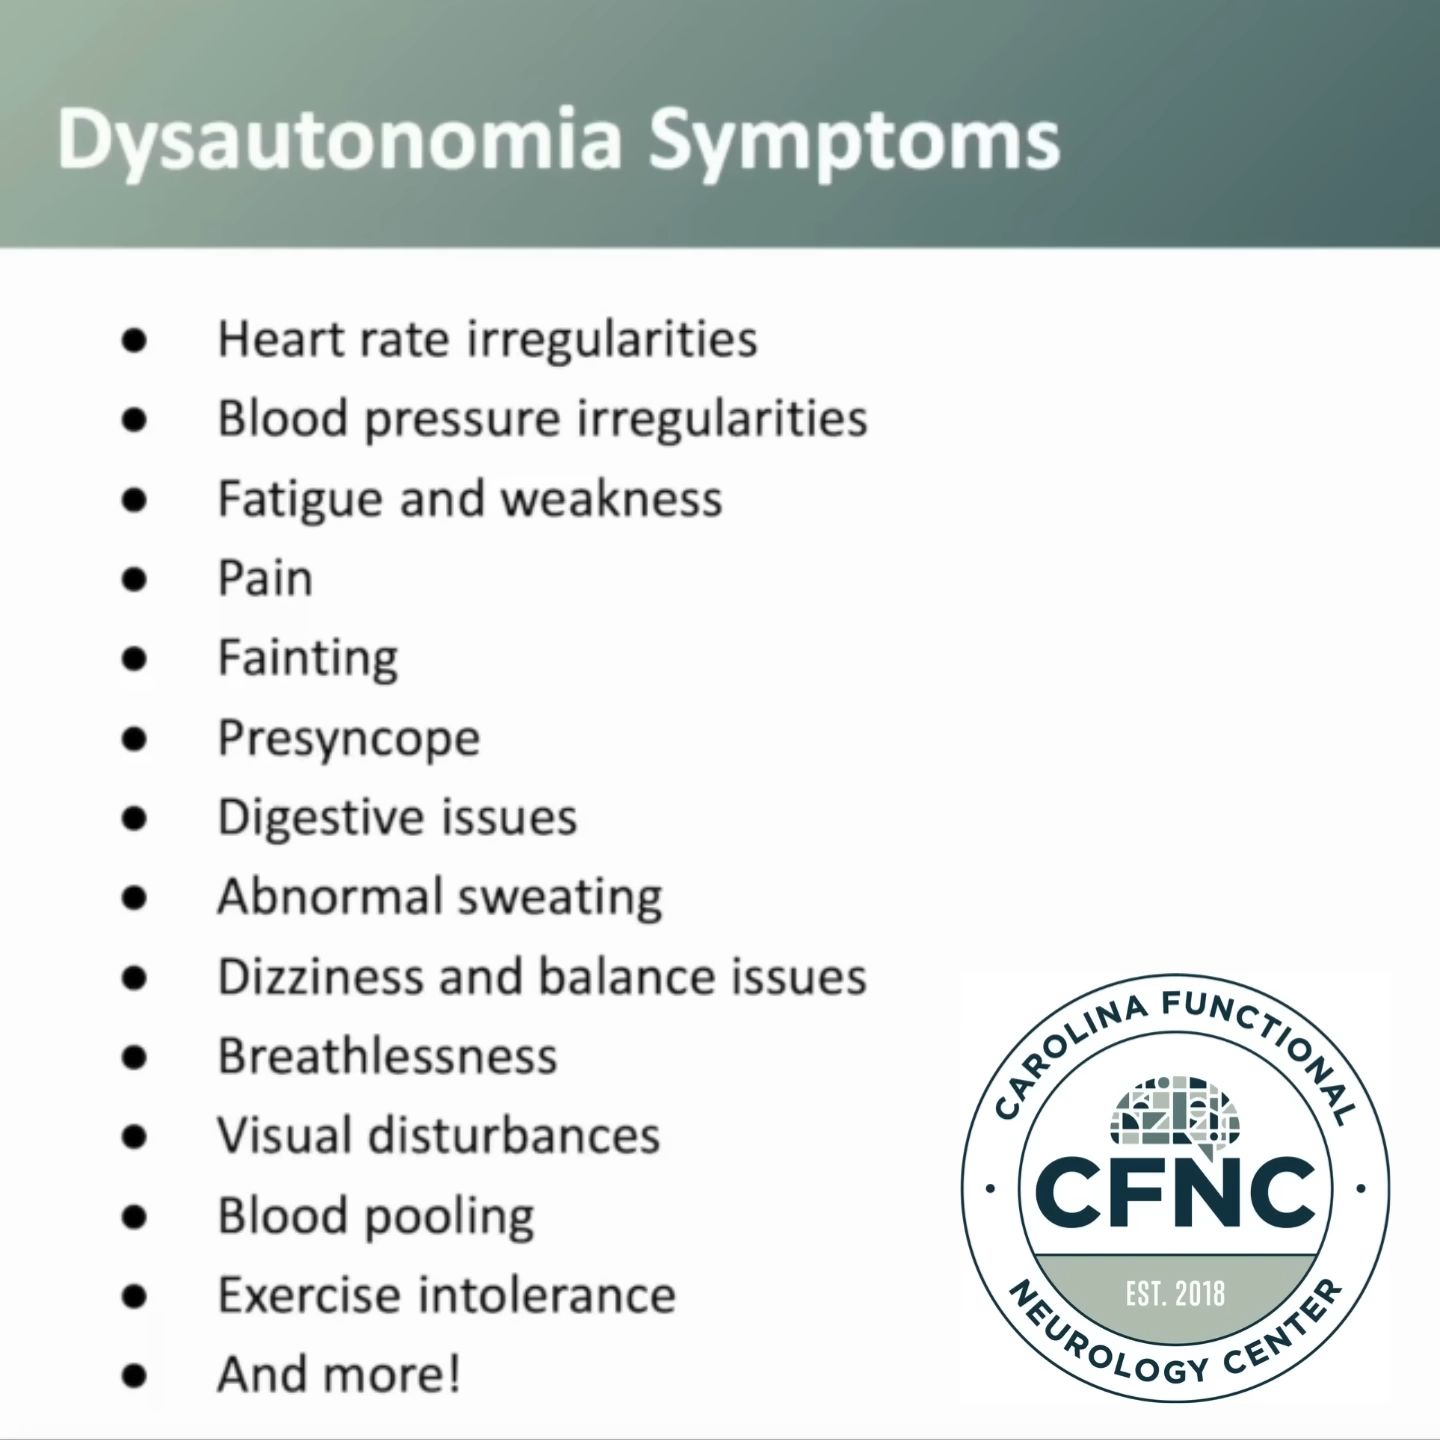 Dysautonomia Symptoms
● Heart rate irregularities
● Blood pressure irregularities
● Fatigue and weakness
● Pain
● Fainting
● Presyncope
● Digestive issues
● Abnormal sweating
● Dizziness and balance issues
● Breathlessness
● Visual disturbances
● Blood pooling
● Exercise intolerance
● And more!
CAROLINA FUNCTIONAL
CFNC
EST. 2018
NEUROLOGY CENTER